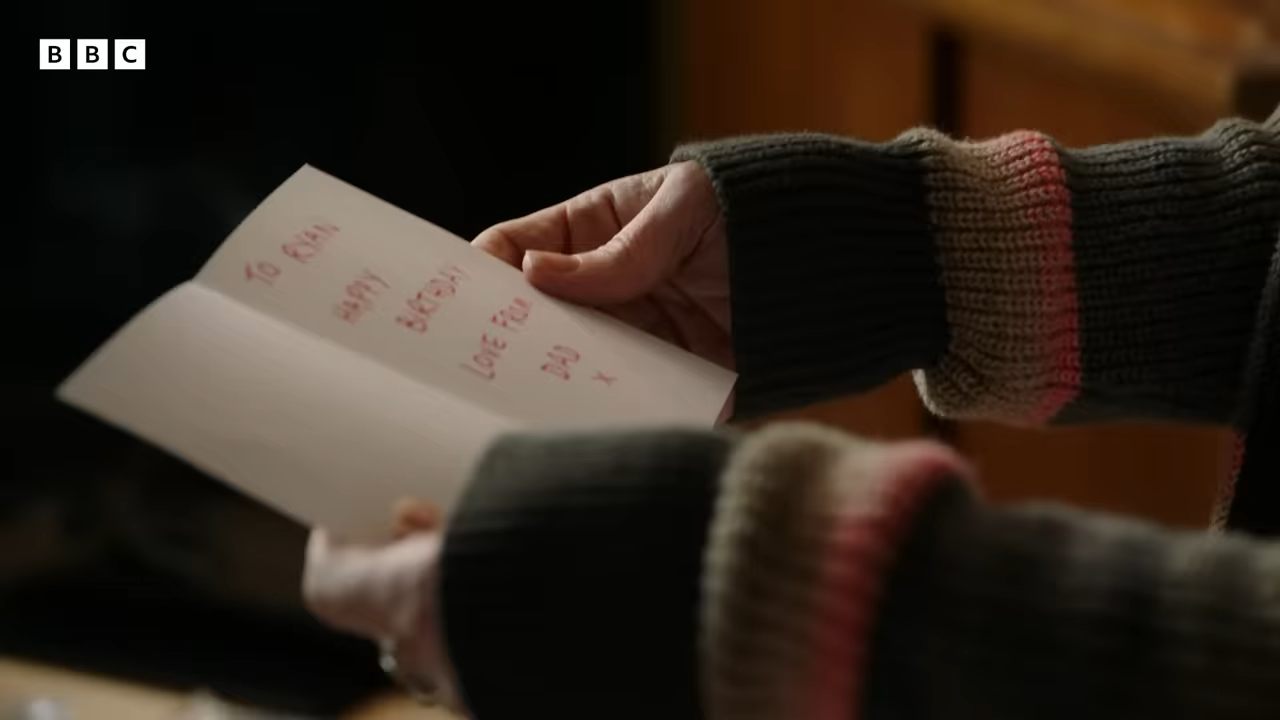 BBC
TO RYAN
HAPPY
BIRTHDAY
LOVE FROM
DAD
X